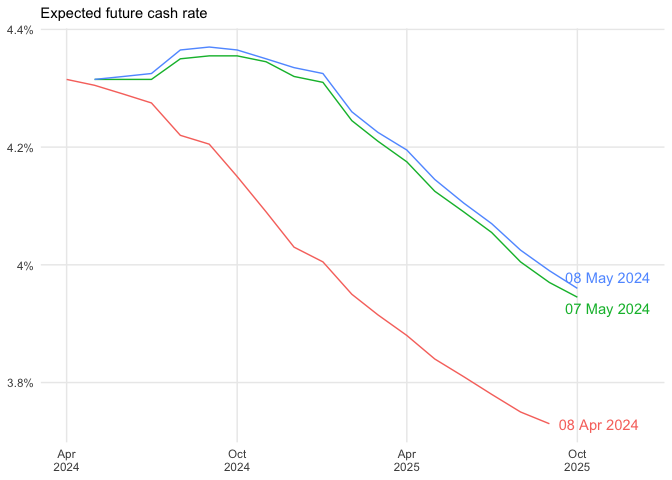 Expected future cash rate
4.4%
4.2%
4%
3.8%
08 May 2024
07 May 2024
08 Apr 2024
Apr
2024
Oct
2024
Apr
2025
Oct
2025